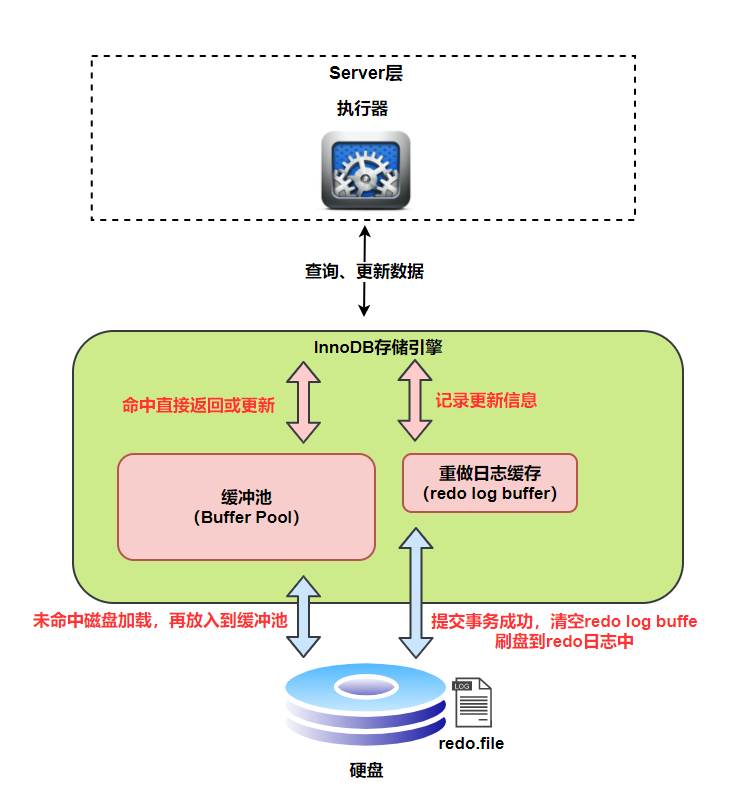 Server层
执行器
查询、更新数据
InnoDB存储引擎
命中直接返回或更新
记录更新信息
缓冲池
（Buffer Pool）
重做日志缓存
（redo log buffer）
未命中磁盘加载，再放入到缓冲池
提交事务成功，清空redo log buffe
刷盘到redo日志中
LOG
redo.file
硬盘